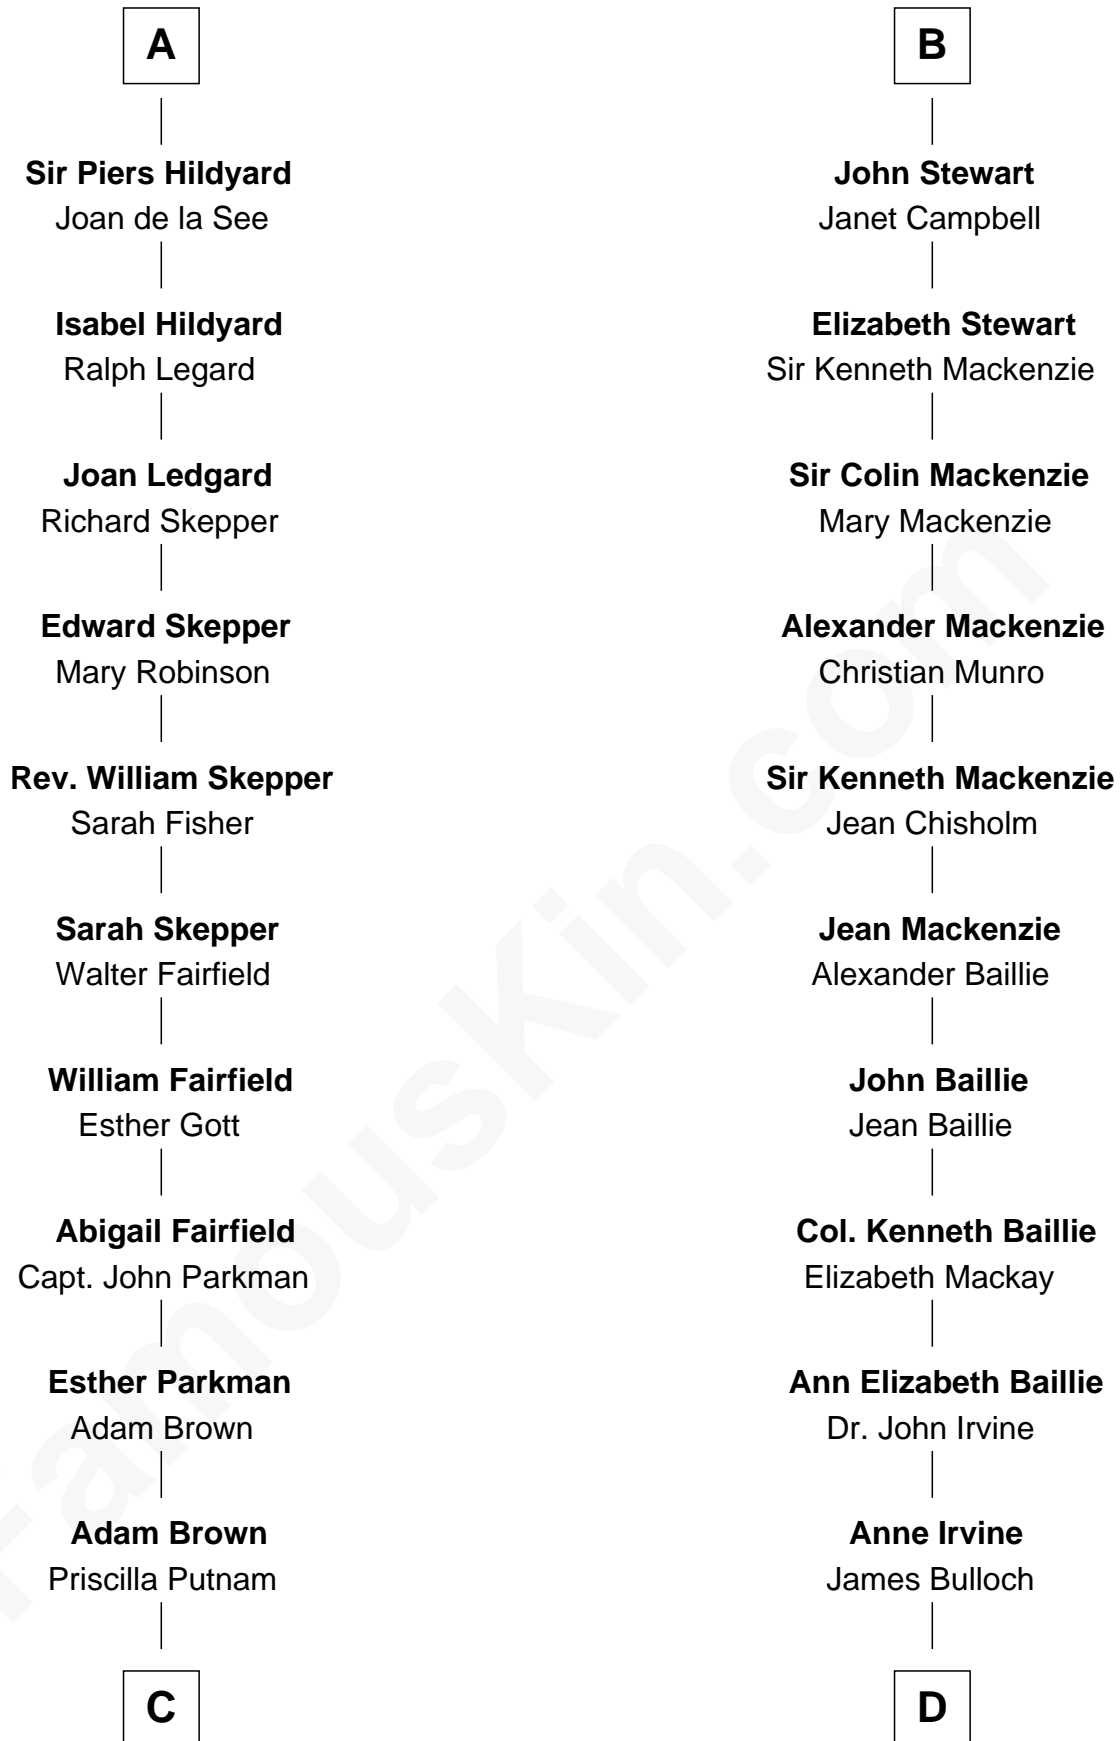 A
Sir Piers Hildyard
Joan de la See
Isabel Hildyard
Ralph Legard
Joan Ledgard
Richard Skepper
Edward Skepper
Mary Robinson
Rev. William Skepper
Sarah Fisher
Sarah Skepper
Walter Fairfield
William Fairfield
Esther Gott
Abigail Fairfield
Capt. John Parkman
Esther Parkman
Adam Brown
Adam Brown
Priscilla Putnam
C
B
John Stewart
Janet Campbell
Elizabeth Stewart
Sir Kenneth Mackenzie
Sir Colin Mackenzie
Mary Mackenzie
Alexander Mackenzie
Christian Munro
Sir Kenneth Mackenzie
Jean Chisholm
Jean Mackenzie
Alexander Baillie
John Baillie
Jean Baillie
Col. Kenneth Baillie
Elizabeth Mackay
Ann Elizabeth Baillie
Dr. John Irvine
Anne Irvine
James Bulloch
D
FamousKin.com